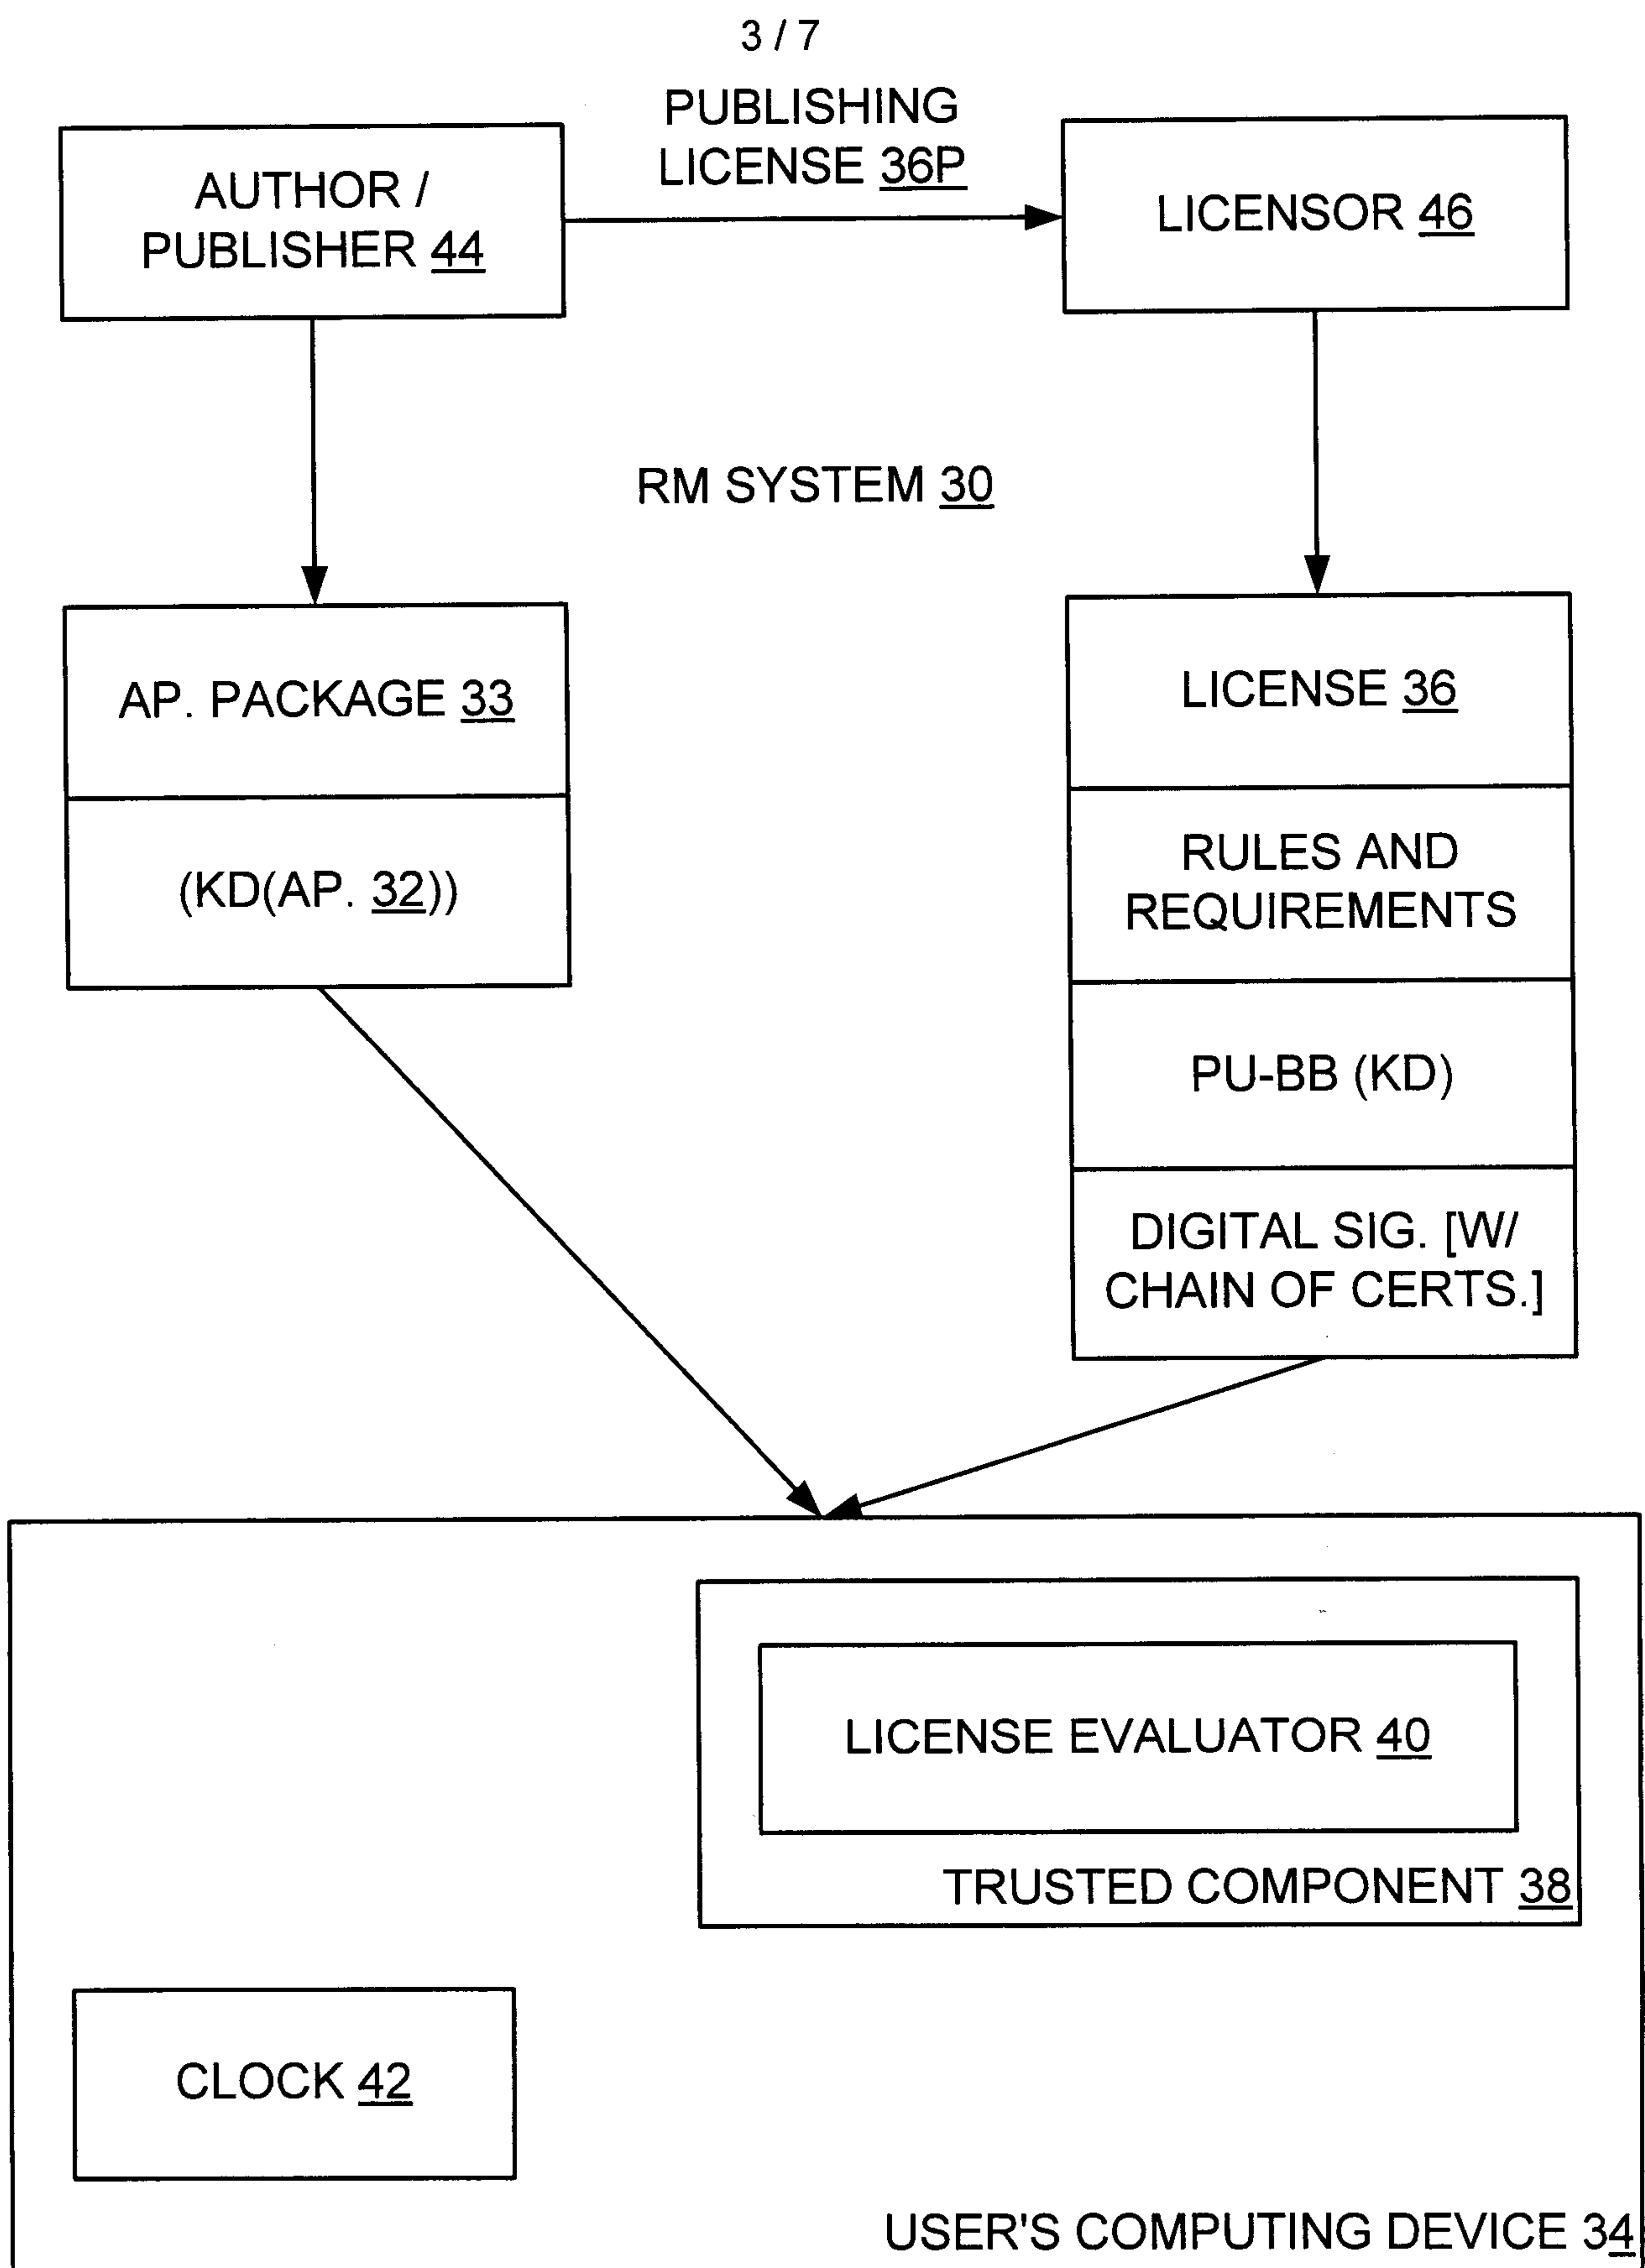 3 / 7
PUBLISHING
LICENSE 36P
AUTHOR /
PUBLISHER 44
LICENSOR 46
RM SYSTEM 30
AP. PACKAGE 33
(KD(AP. 32))
LICENSE 36
RULES AND
REQUIREMENTS
PU-BB (KD)
DIGITAL SIG. [W/
CHAIN OF CERTS.]
LICENSE EVALUATOR 40
TRUSTED COMPONENT 38
CLOCK 42
USER'S COMPUTING DEVICE 34